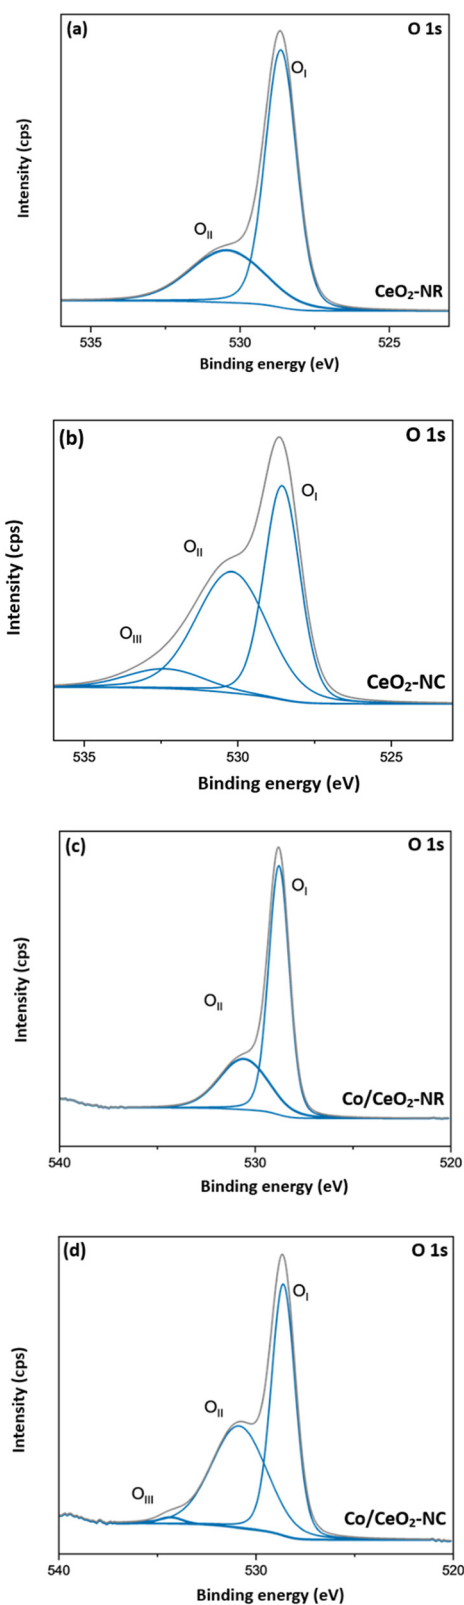 (a)
O 1s
O_I
O_II
Intensity (cps)
CeO₂-NR
535
530
525
Binding energy (eV)
(b)
O 1s
O_I
O_II
O_III
Intensity (cps)
CeO₂-NC
535
530
525
Binding energy (eV)
(c)
O 1s
O_I
O_II
Intensity (cps)
Co/CeO₂-NR
540
530
520
Binding energy (eV)
(d)
O 1s
O_I
O_II
O_III
Intensity (cps)
Co/CeO₂-NC
540
530
520
Binding energy (eV)